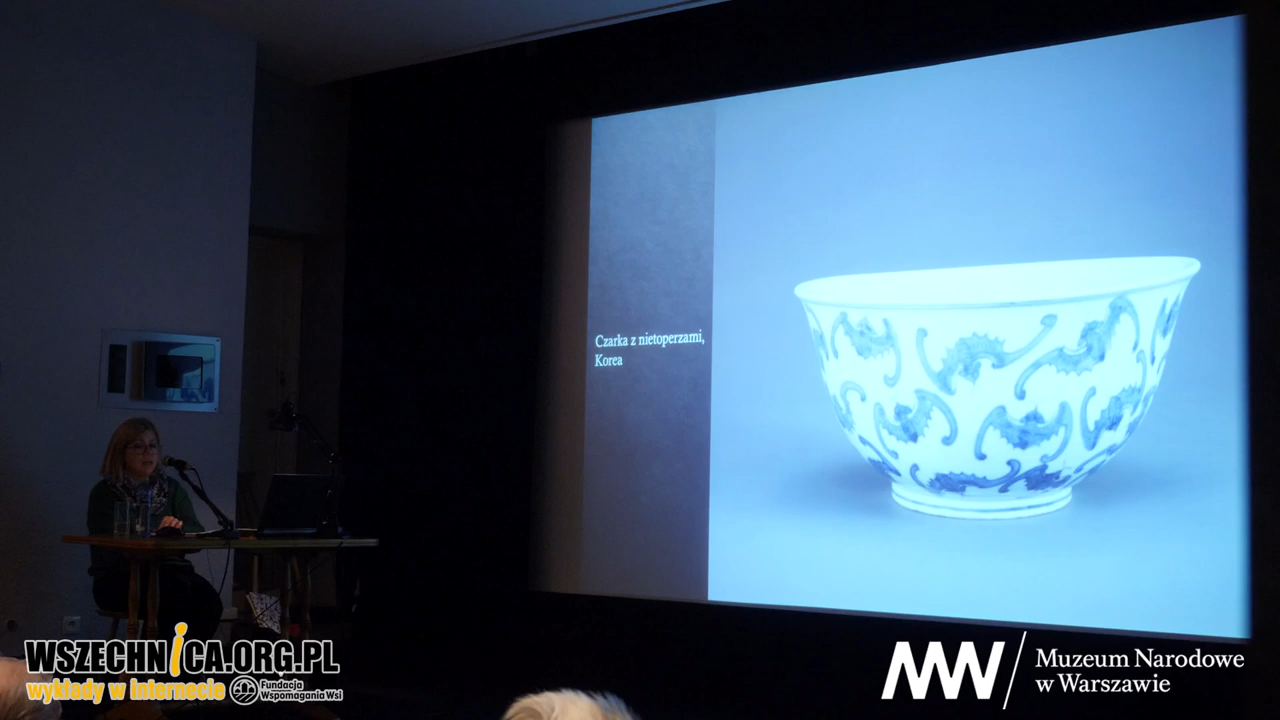 Czarka z nietoperzami,
Korea
WSZECHNICA.ORG.PL
wykłady w Internecie
Fundacja
Wspomagania Wsi
Muzeum Narodowe
w Warszawie